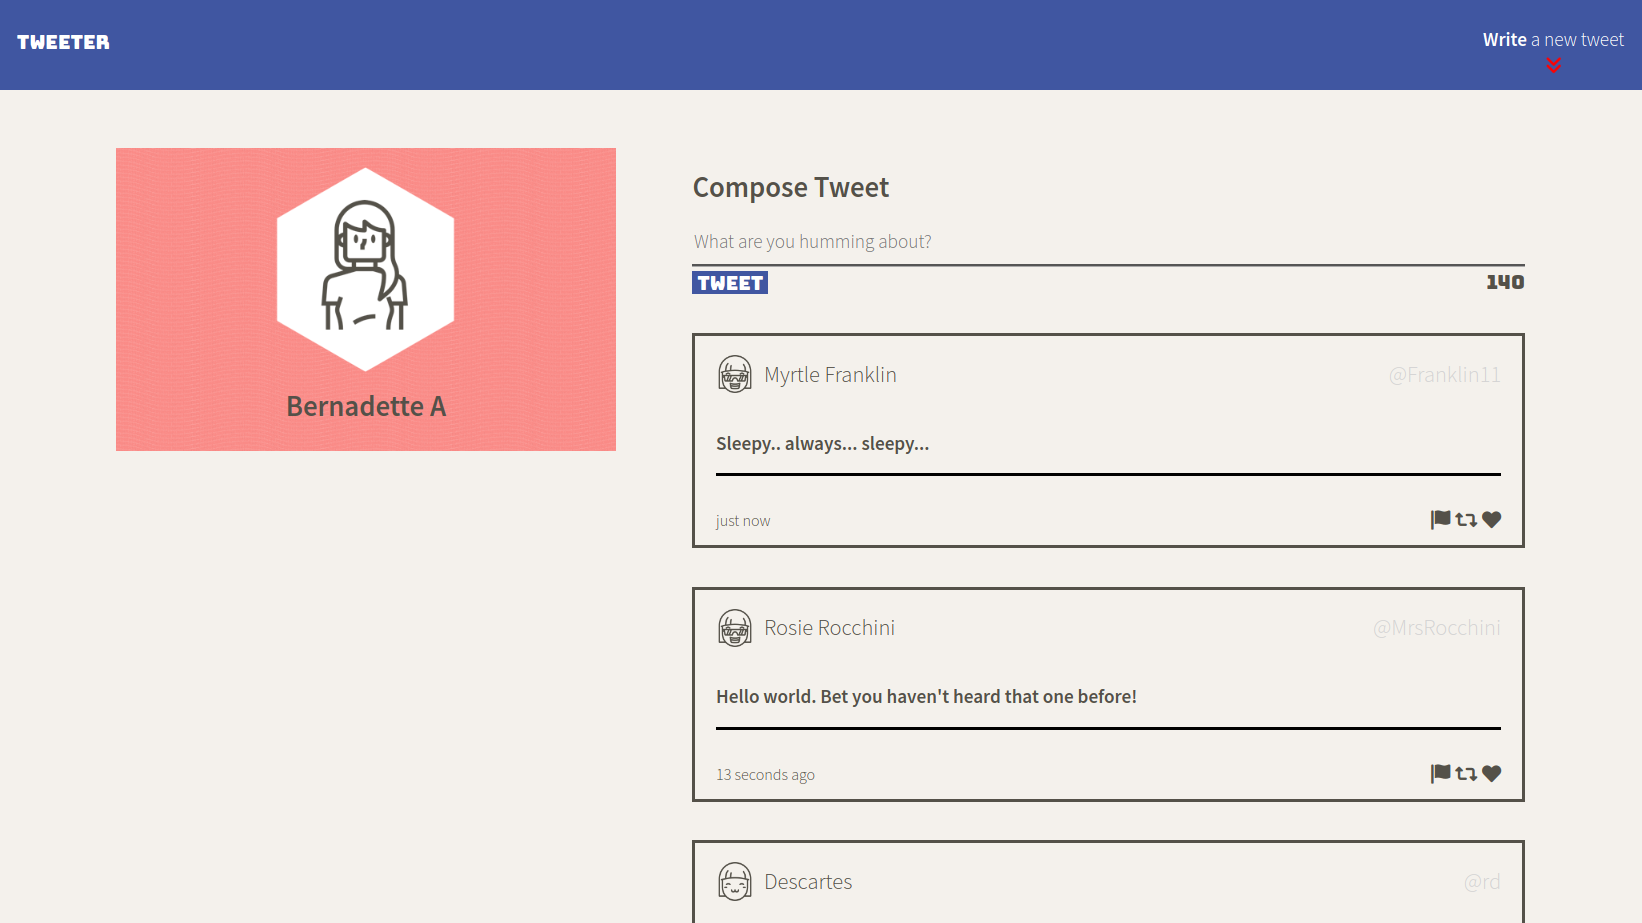 TWEETER
Write a new tweet
Bernadette A
Compose Tweet
What are you humming about?
TWEET
140
Myrtle Franklin
@Franklin11
Sleepy.. always... sleepy...
just now
Rosie Rocchini
@MrsRocchini
Hello world. Bet you haven't heard that one before!
13 seconds ago
Descartes
@rd